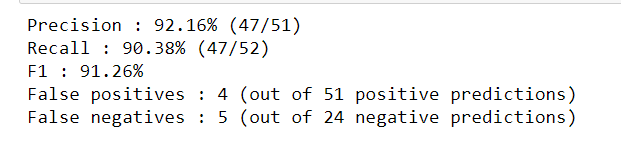 Precision : 92.16% (47/51)
Recall : 90.38% (47/52)
F1 : 91.26%
False positives : 4 (out of 51 positive predictions)
False negatives : 5 (out of 24 negative predictions)